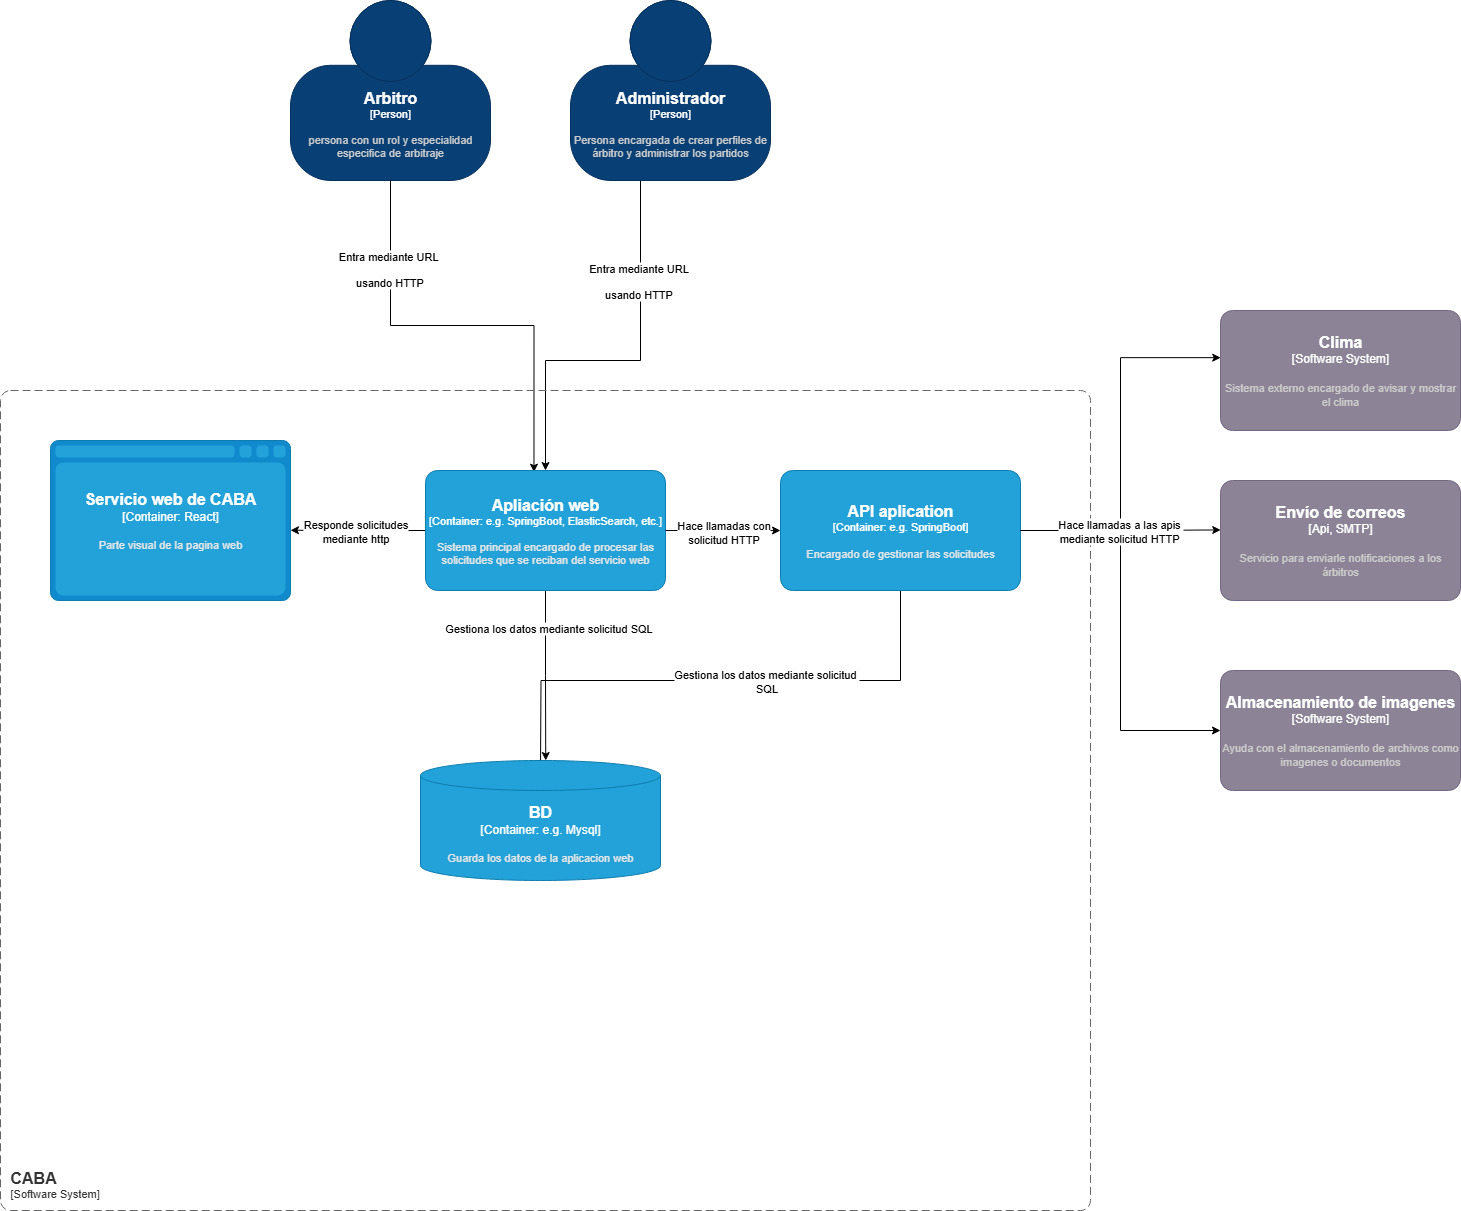 Arbitro
[Person]
persona con un rol y especialidad
especifica de arbitraje
Administrador
[Person]
Persona encargada de crear perfiles de
árbitro y administrar los partidos
Entra mediante URL
usando HTTP
Entra mediante URL
usando HTTP
Clima
[Software System]
Sistema externo encargado de avisar y mostrar
el clima
Servicio web de CABA
[Container: React]
Parte visual de la pagina web
Responde solicitudes
mediante http
Apliación web
[Container: e.g. SpringBoot, ElasticSearch, etc.]
Sistema principal encargado de procesar las
solicitudes que se reciban del servicio web
Hace llamadas con
solicitud HTTP
API aplication
[Container: e.g. SpringBoot]
Encargado de gestionar las solicitudes
Hace llamadas a las apis
mediante solicitud HTTP
Envío de correos
[Api, SMTP]
Servicio para enviarle notificaciones a los
árbitros
Gestiona los datos mediante solicitud SQL
Gestiona los datos mediante solicitud
SQL
Almacenamiento de imagenes
[Software System]
Ayuda con el almacenamiento de archivos como
imagenes o documentos
BD
[Container: e.g. Mysql]
Guarda los datos de la aplicacion web
CABA
[Software System]